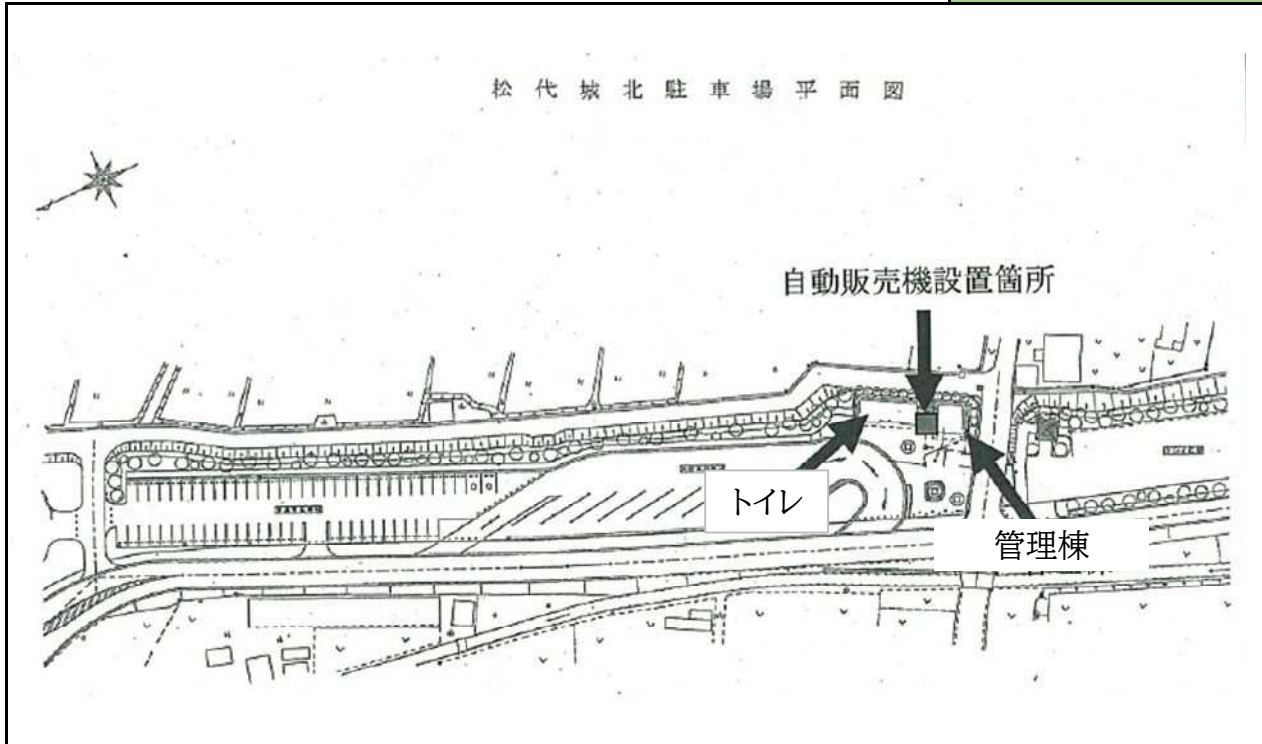 松代城北駐車場平面図
自動販売機設置箇所
トイレ
管理棟